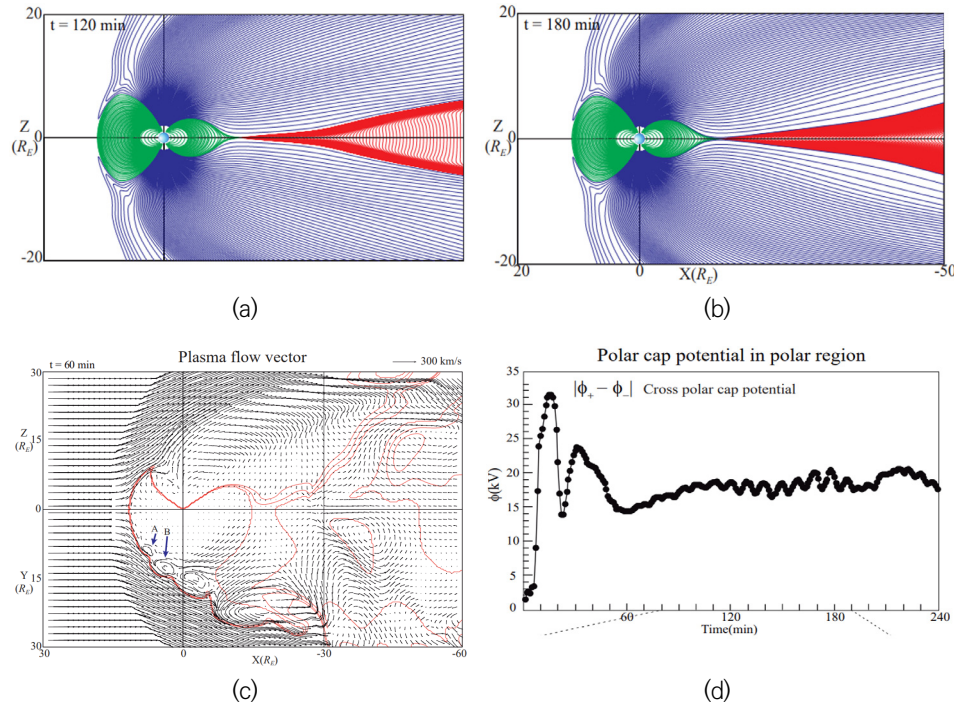 t = 120 min
20
Z
(R_E)
0
-20
(a)
t = 180 min
20
Z
(R_E)
0
-20
20
0
X(R_E)
-50
(b)
Plasma flow vector
t = 60 min
300 km/s
30
Z
(R_E)
15
0
A
B
Y
(R_E)
15
30
30
0
X(R_E)
-30
-60
(c)
Polar cap potential in polar region
|ϕ₊ − ϕ₋| Cross polar cap potential
35
30
25
20
15
10
5
0
ϕ(kV)
60
120
180
240
Time(min)
(d)